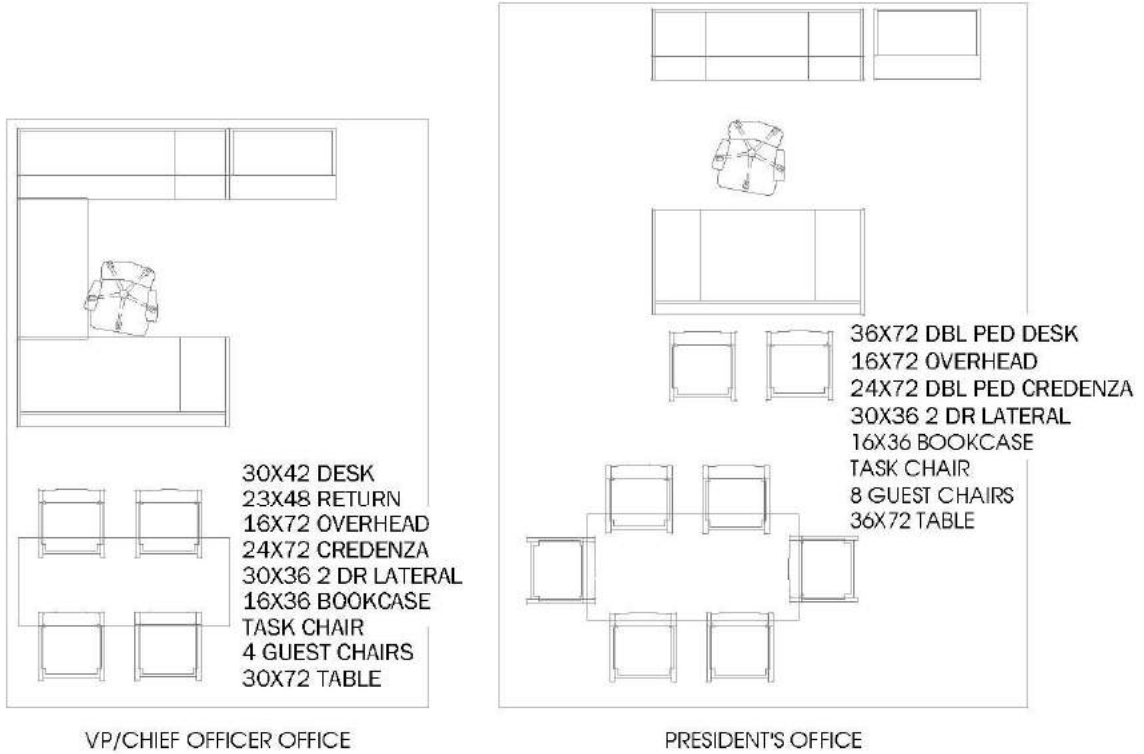 30X42 DESK
23X48 RETURN
16X72 OVERHEAD
24X72 CREDENZA
30X36 2 DR LATERAL
16X36 BOOKCASE
TASK CHAIR
4 GUEST CHAIRS
30X72 TABLE
VP/CHIEF OFFICER OFFICE
36X72 DBL PED DESK
16X72 OVERHEAD
24X72 DBL PED CREDENZA
30X36 2 DR LATERAL
16X36 BOOKCASE
TASK CHAIR
8 GUEST CHAIRS
36X72 TABLE
PRESIDENT'S OFFICE